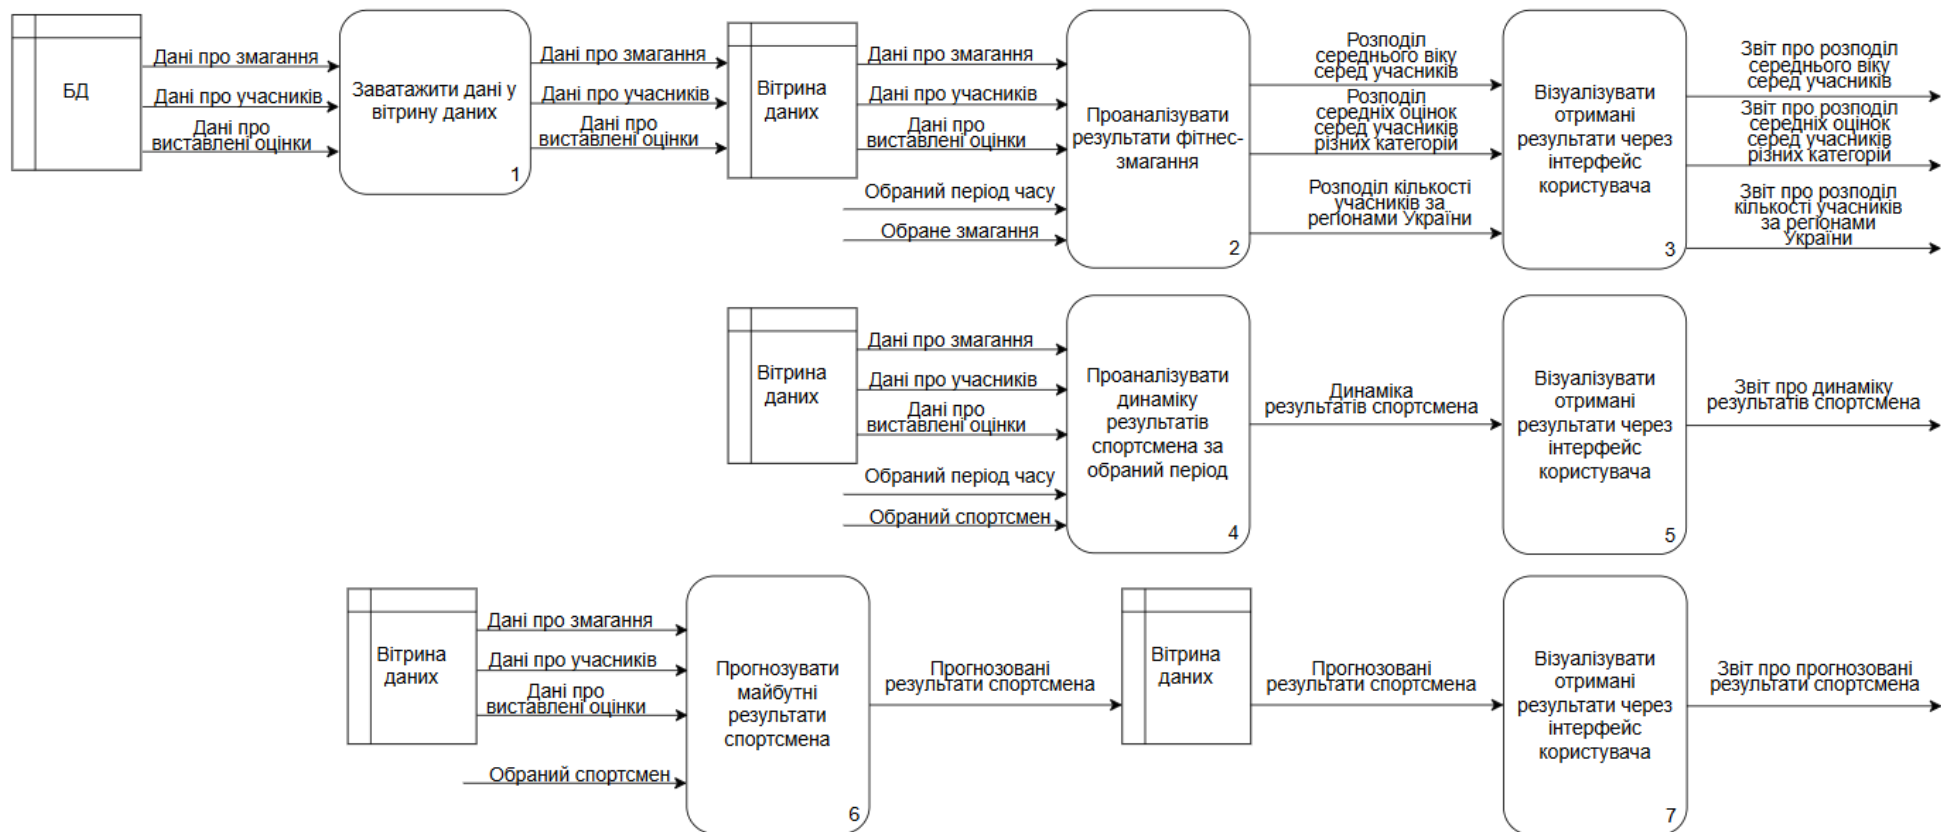 БД
Дані про змагання
Дані про учасників
Дані про
виставлені оцінки
Заватажити дані у
вітрину даних
1
Дані про змагання
Дані про учасників
Дані про
виставлені оцінки
Вітрина
даних
Дані про змагання
Дані про учасників
Дані про
виставлені оцінки
Обраний період часу
Обране змагання
Проаналізувати
результати фітнес-
змагання
2
Розподіл
середнього віку
серед учасників
Розподіл
середніх оцінок
серед учасників
різних категорій
Розподіл кількості
учасників за
регіонами України
Візуалізувати
отримані
результати через
інтерфейс
користувача
3
Звіт про розподіл
середнього віку
серед учасників
Звіт про розподіл
середніх оцінок
серед учасників
різних категорій
Звіт про розподіл
кількості учасників
за регіонами
України
Вітрина
даних
Дані про змагання
Дані про учасників
Дані про
виставлені оцінки
Обраний період часу
Обраний спортсмен
Проаналізувати
динаміку
результатів
спортсмена за
обраний період
4
Динаміка
результатів спортсмена
Візуалізувати
отримані
результати через
інтерфейс
користувача
5
Звіт про динаміку
результатів спортсмена
Вітрина
даних
Дані про змагання
Дані про учасників
Дані про
виставлені оцінки
Обраний спортсмен
Прогнозувати
майбутні
результати
спортсмена
6
Прогнозовані
результати спортсмена
Вітрина
даних
Прогнозовані
результати спортсмена
Візуалізувати
отримані
результати через
інтерфейс
користувача
7
Звіт про прогнозовані
результати спортсмена